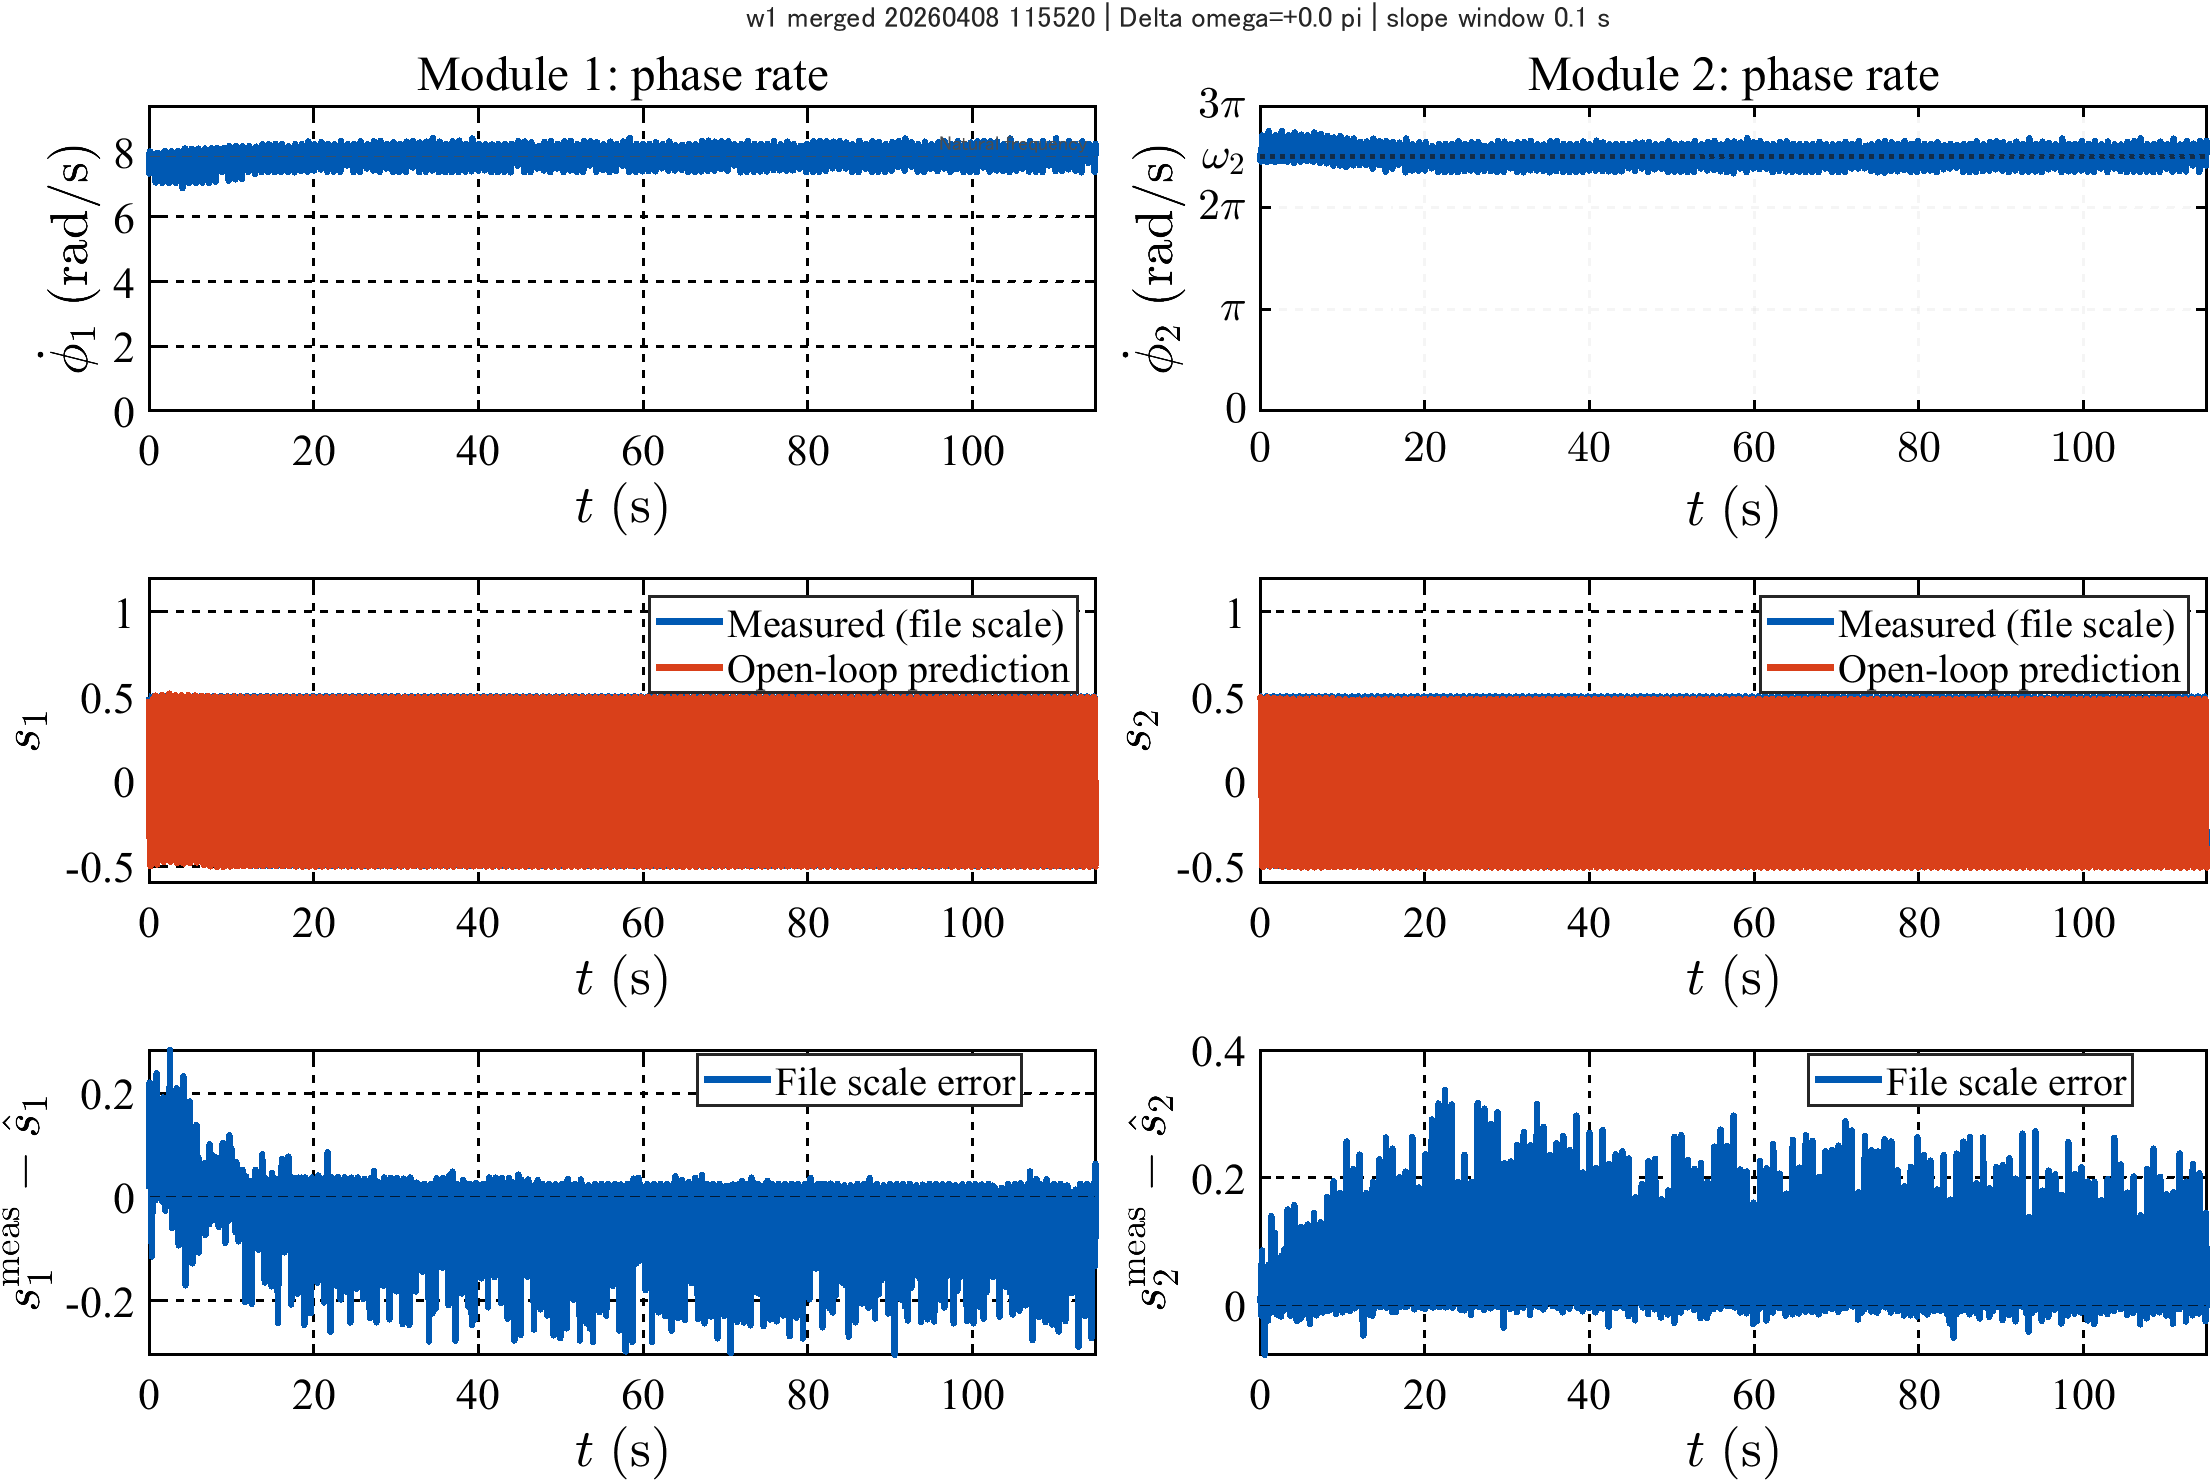 w1 merged 20260408 115520 | Delta omega=+0.0 pi | slope window 0.1 s
Module 1: phase rate
φ̇₁ (rad/s)
8
6
4
2
0
Natural frequency
0 20 40 60 80 100
t (s)
Module 2: phase rate
φ̇₂ (rad/s)
3π
ω₂
2π
π
0
0 20 40 60 80 100
t (s)
s₁
1
0.5
0
-0.5
Measured (file scale)
Open-loop prediction
0 20 40 60 80 100
t (s)
s₂
1
0.5
0
-0.5
Measured (file scale)
Open-loop prediction
0 20 40 60 80 100
t (s)
s₁^meas − ŝ₁
0.2
0
-0.2
File scale error
0 20 40 60 80 100
t (s)
s₂^meas − ŝ₂
0.4
0.2
0
File scale error
0 20 40 60 80 100
t (s)